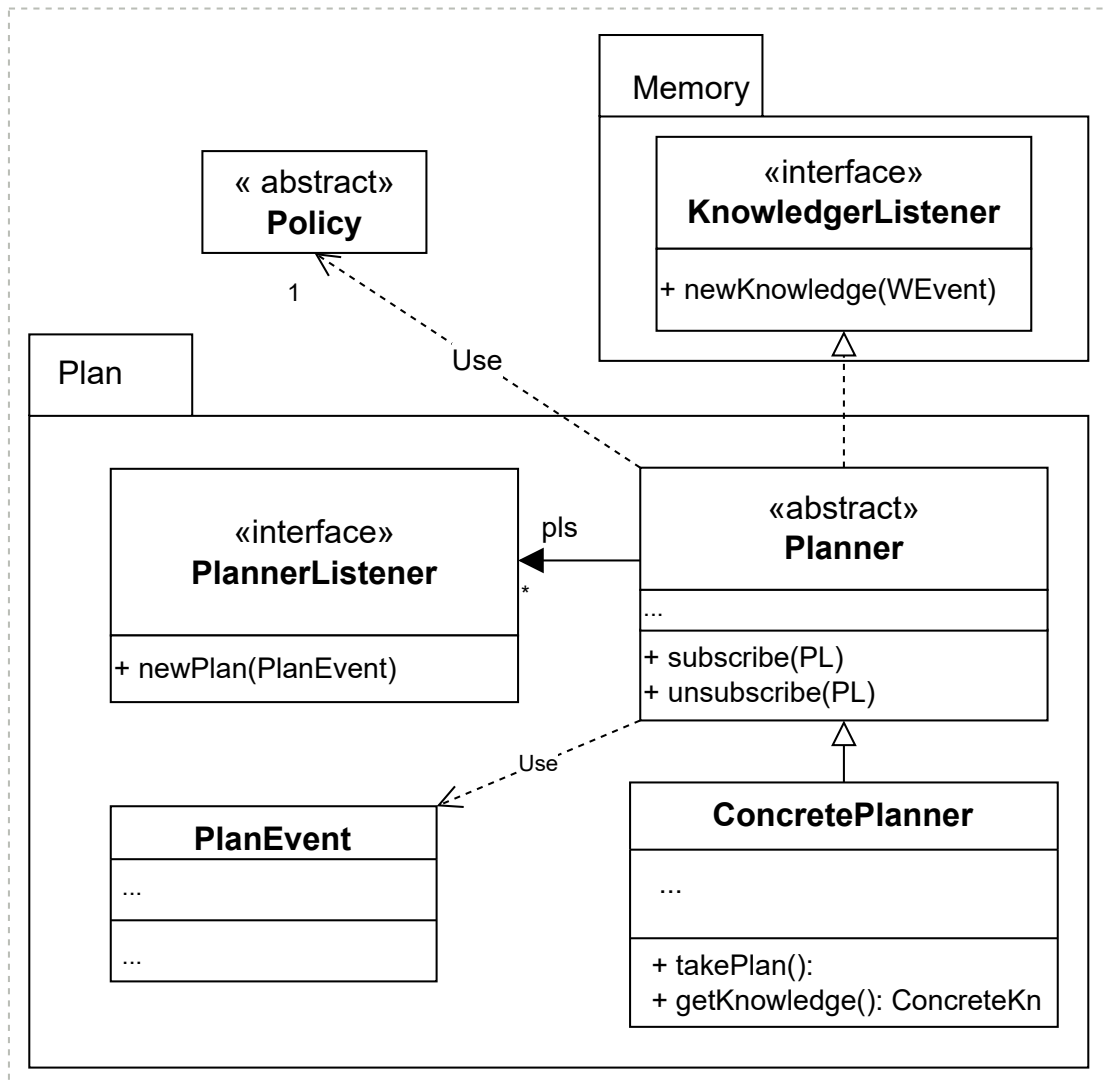 Memory
«interface»
KnowledgerListener
+ newKnowledge(WEvent)
« abstract»
Policy
1
Use
Plan
«interface»
PlannerListener
+ newPlan(PlanEvent)
pls
*
«abstract»
Planner
...
+ subscribe(PL)
+ unsubscribe(PL)
Use
PlanEvent
...
...
ConcretePlanner
...
+ takePlan():
+ getKnowledge(): ConcreteKn